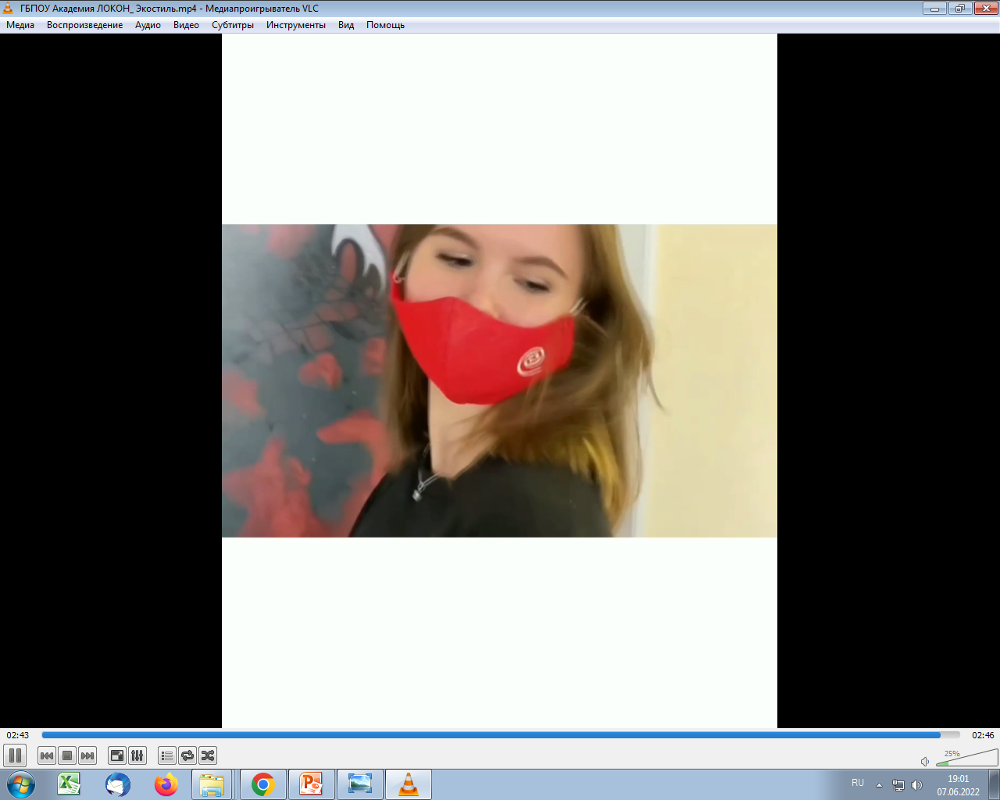 ГБПОУ Академия ЛОКОН_ Экостиль.mp4 - Медиапроигрыватель VLC
Медиа Воспроизведение Аудио Видео Субтитры Инструменты Вид Помощь
02:43 02:46
25%
RU 19:01
07.06.2022